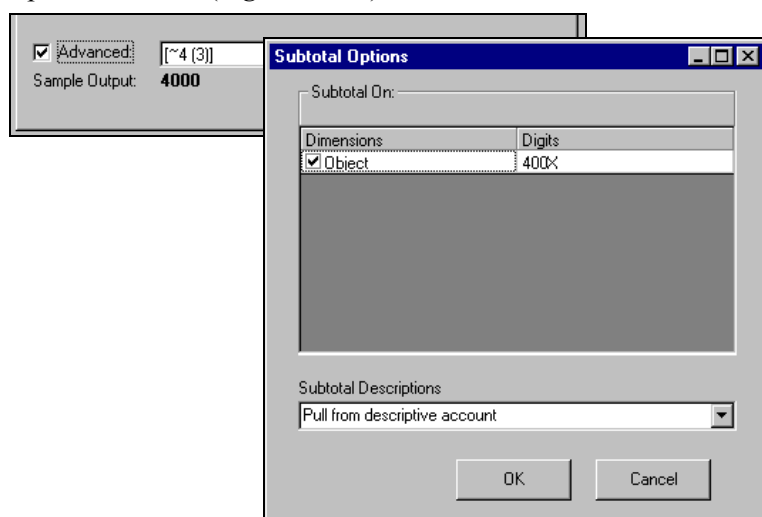 Advanced: [~4 (3)]
Sample Output: 4000
Subtotal Options
Subtotal On:
Dimensions Digits
Object 400X
Subtotal Descriptions
Pull from descriptive account
OK Cancel